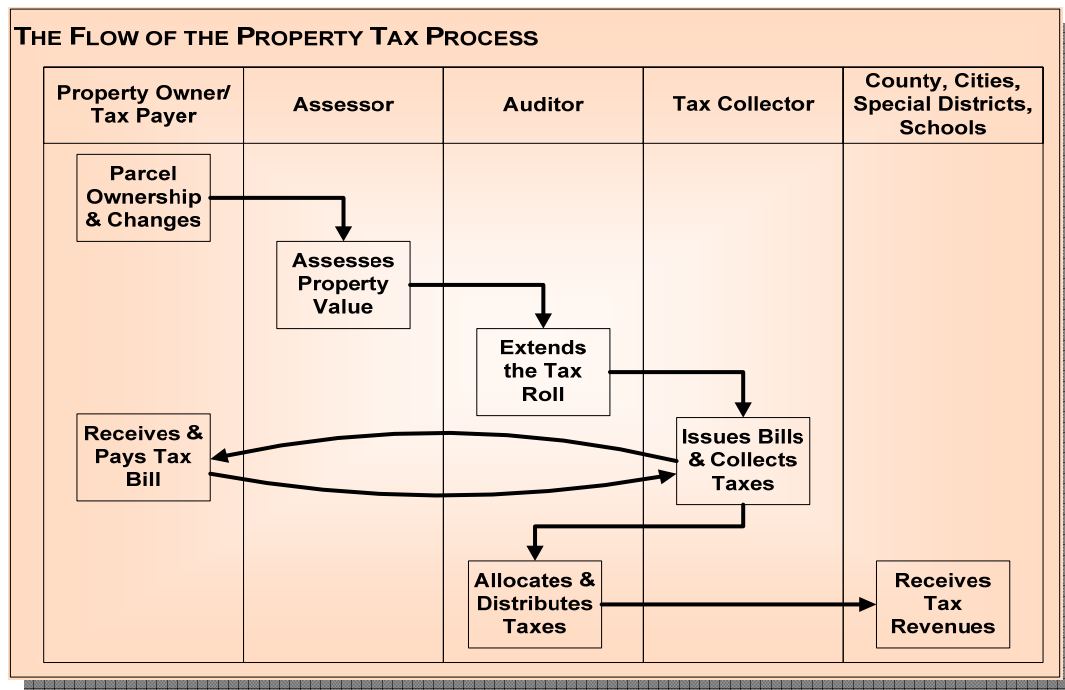 THE FLOW OF THE PROPERTY TAX PROCESS
Property Owner/
Tax Payer
Assessor
Auditor
Tax Collector
County, Cities,
Special Districts,
Schools
Parcel
Ownership
& Changes
Assesses
Property
Value
Extends
the Tax
Roll
Receives &
Pays Tax
Bill
Issues Bills
& Collects
Taxes
Allocates &
Distributes
Taxes
Receives
Tax
Revenues